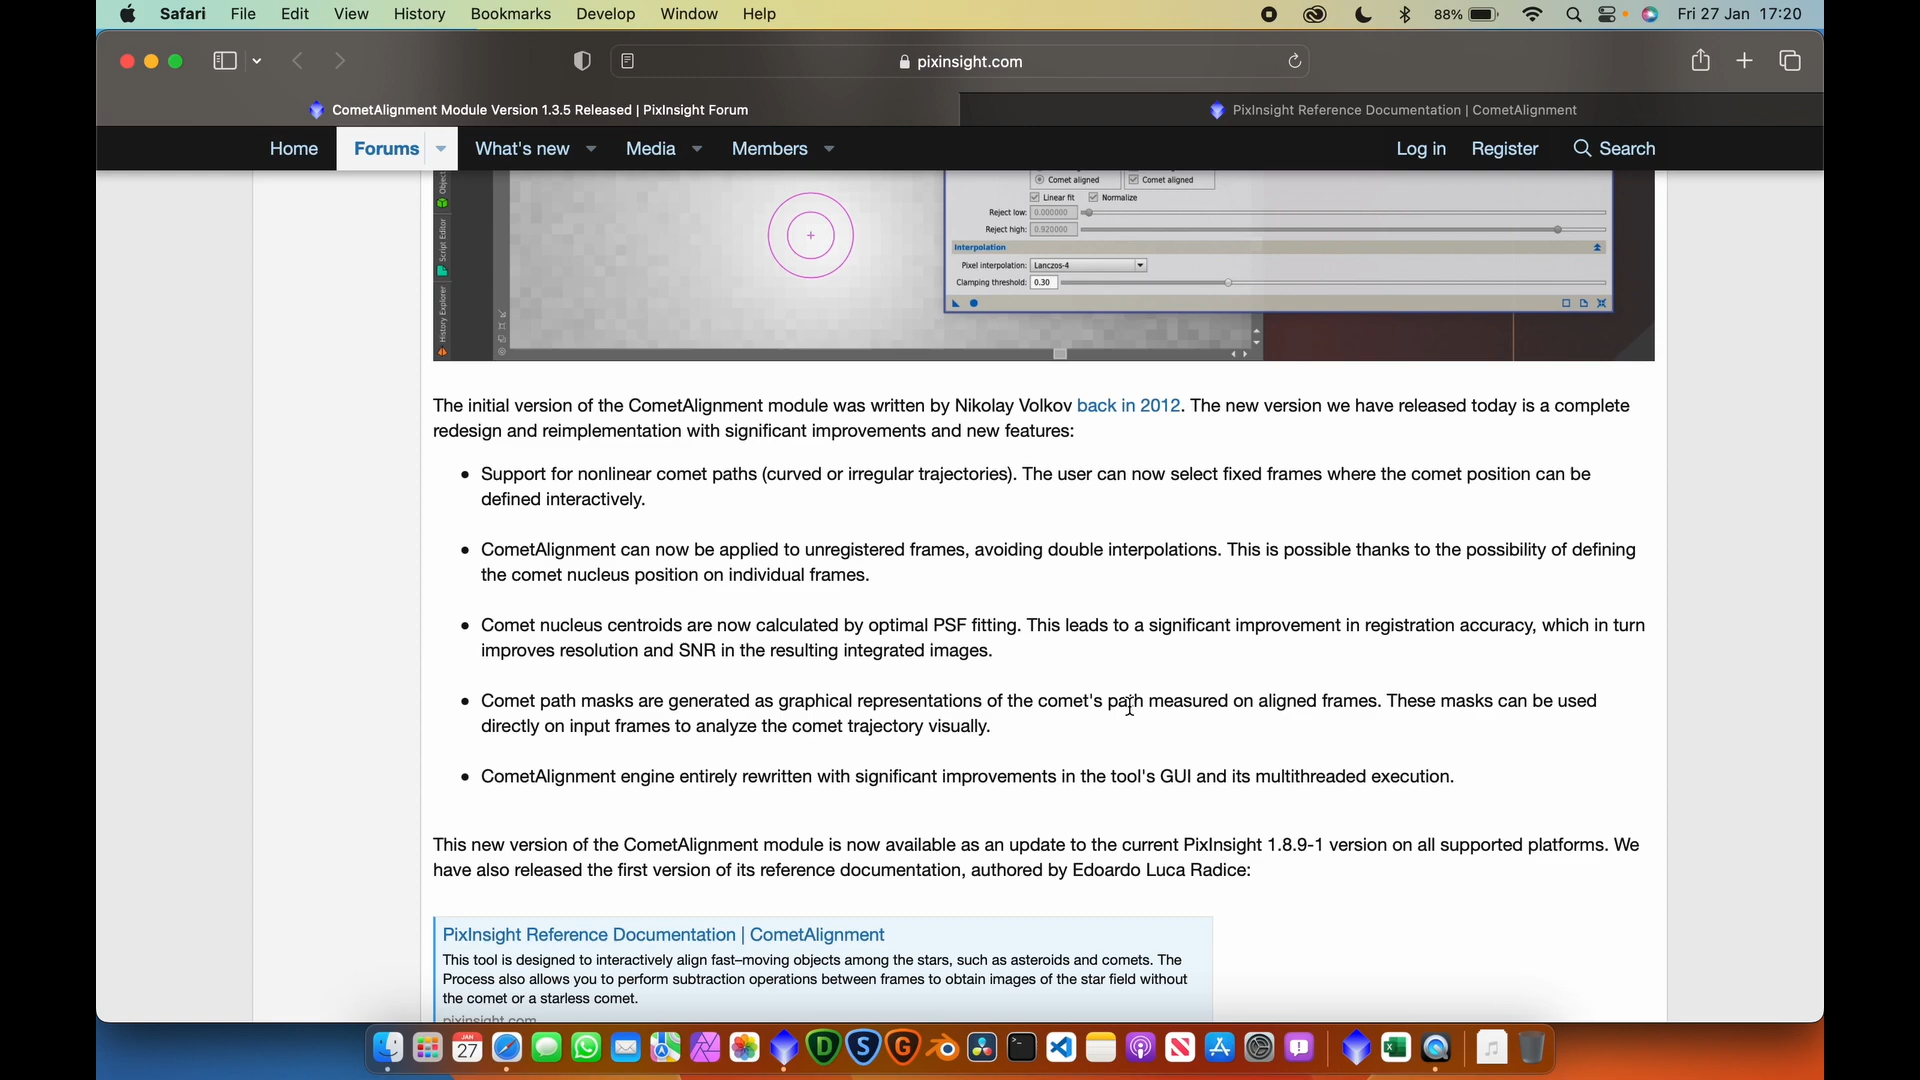 Safari File Edit View History Bookmarks Develop Window Help 88% Fri 27 Jan 17:20
pixinsight.com
CometAlignment Module Version 1.3.5 Released | PixInsight Forum PixInsight Reference Documentation | CometAlignment
Home Forums What's new Media Members Log in Register Search
Comet aligned Comet aligned
Linear fit Normalize
Reject low: 0.000000
Reject high: 0.920000
Interpolation
Pixel interpolation: Lanczos-4
Clamping threshold: 0.30
Script Editor
History Explorer
The initial version of the CometAlignment module was written by Nikolay Volkov back in 2012. The new version we have released today is a complete
redesign and reimplementation with significant improvements and new features:
• Support for nonlinear comet paths (curved or irregular trajectories). The user can now select fixed frames where the comet position can be
defined interactively.
• CometAlignment can now be applied to unregistered frames, avoiding double interpolations. This is possible thanks to the possibility of defining
the comet nucleus position on individual frames.
• Comet nucleus centroids are now calculated by optimal PSF fitting. This leads to a significant improvement in registration accuracy, which in turn
improves resolution and SNR in the resulting integrated images.
• Comet path masks are generated as graphical representations of the comet's path measured on aligned frames. These masks can be used
directly on input frames to analyze the comet trajectory visually.
• CometAlignment engine entirely rewritten with significant improvements in the tool's GUI and its multithreaded execution.
This new version of the CometAlignment module is now available as an update to the current PixInsight 1.8.9-1 version on all supported platforms. We
have also released the first version of its reference documentation, authored by Edoardo Luca Radice:
PixInsight Reference Documentation | CometAlignment
This tool is designed to interactively align fast–moving objects among the stars, such as asteroids and comets. The
Process also allows you to perform subtraction operations between frames to obtain images of the star field without
the comet or a starless comet.
pixinsight.com
JAN
27 D S G